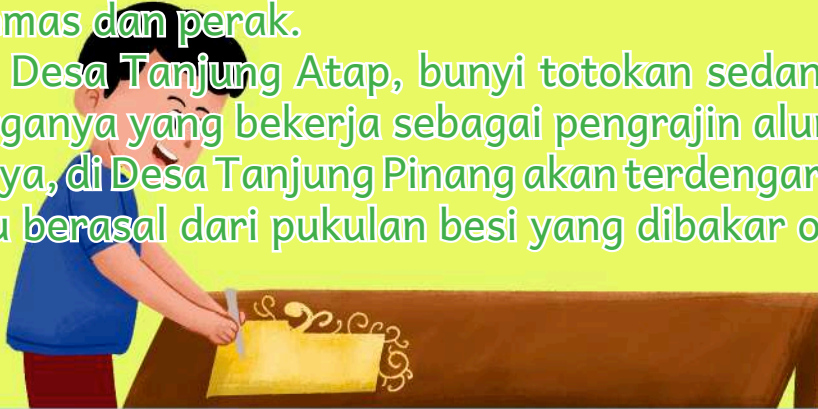 mas dan perak.
Desa Tanjung Atap, bunyi totokan sedan
ganya yang bekerja sebagai pengrajin alu
ya, di Desa Tanjung Pinang akan terdengar
berasal dari pukulan besi yang dibakar o